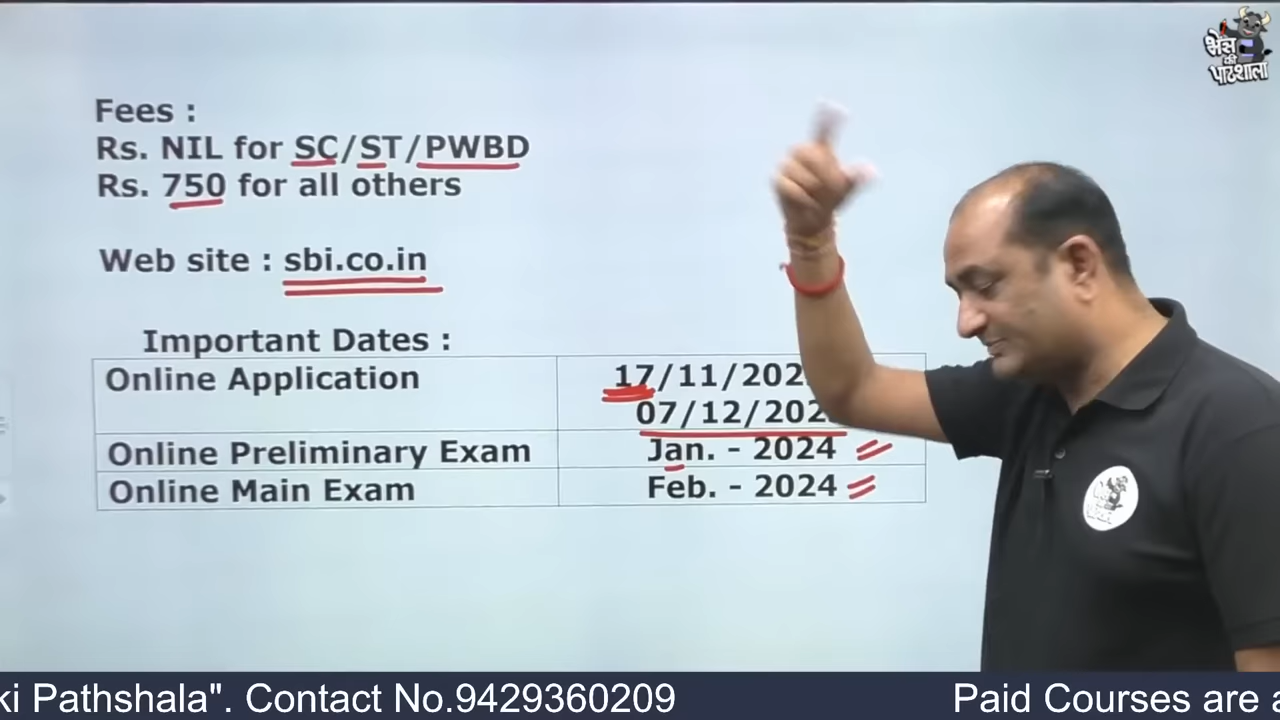 भैंस
की
पाठशाला
Fees :
Rs. NIL for SC/ST/PWBD
Rs. 750 for all others
Web site : sbi.co.in
Important Dates :
Online Application 17/11/202
07/12/202
Online Preliminary Exam Jan. - 2024
Online Main Exam Feb. - 2024
ki Pathshala". Contact No.9429360209 Paid Courses are a